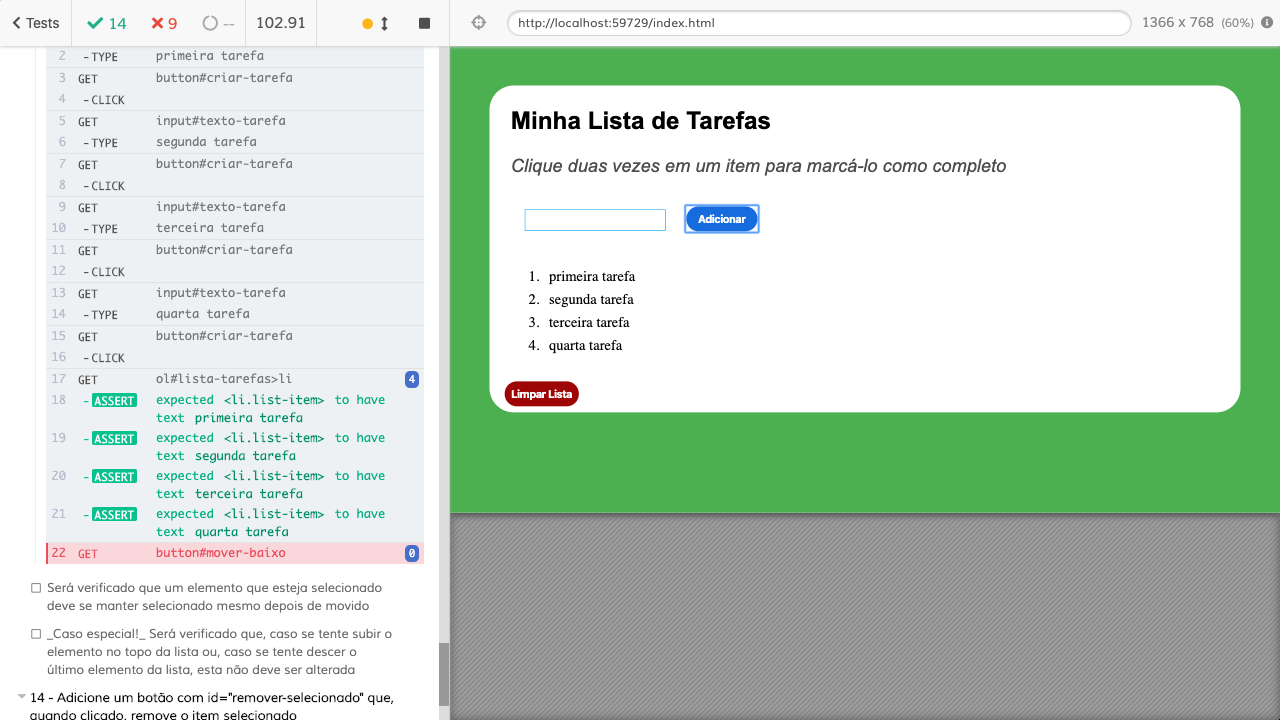 Tests 14 9 -- 102.91
http://localhost:59729/index.html 1366 x 768 (60%)
2 - TYPE primeira tarefa
3 GET button#criar-tarefa
4 - CLICK
5 GET input#texto-tarefa
6 - TYPE segunda tarefa
7 GET button#criar-tarefa
8 - CLICK
9 GET input#texto-tarefa
10 - TYPE terceira tarefa
11 GET button#criar-tarefa
12 - CLICK
13 GET input#texto-tarefa
14 - TYPE quarta tarefa
15 GET button#criar-tarefa
16 - CLICK
17 GET ol#lista-tarefas>li 4
18 - ASSERT expected <li.list-item> to have
text primeira tarefa
19 - ASSERT expected <li.list-item> to have
text segunda tarefa
20 - ASSERT expected <li.list-item> to have
text terceira tarefa
21 - ASSERT expected <li.list-item> to have
text quarta tarefa
22 GET button#mover-baixo 0
Será verificado que um elemento que esteja selecionado
deve se manter selecionado mesmo depois de movido
_Caso especial!_ Será verificado que, caso se tente subir o
elemento no topo da lista ou, caso se tente descer o
último elemento da lista, esta não deve ser alterada
14 - Adicione um botão com id="remover-selecionado" que,
quando clicado, remove o item selecionado
Minha Lista de Tarefas
Clique duas vezes em um item para marcá-lo como completo
Adicionar
1. primeira tarefa
2. segunda tarefa
3. terceira tarefa
4. quarta tarefa
Limpar Lista